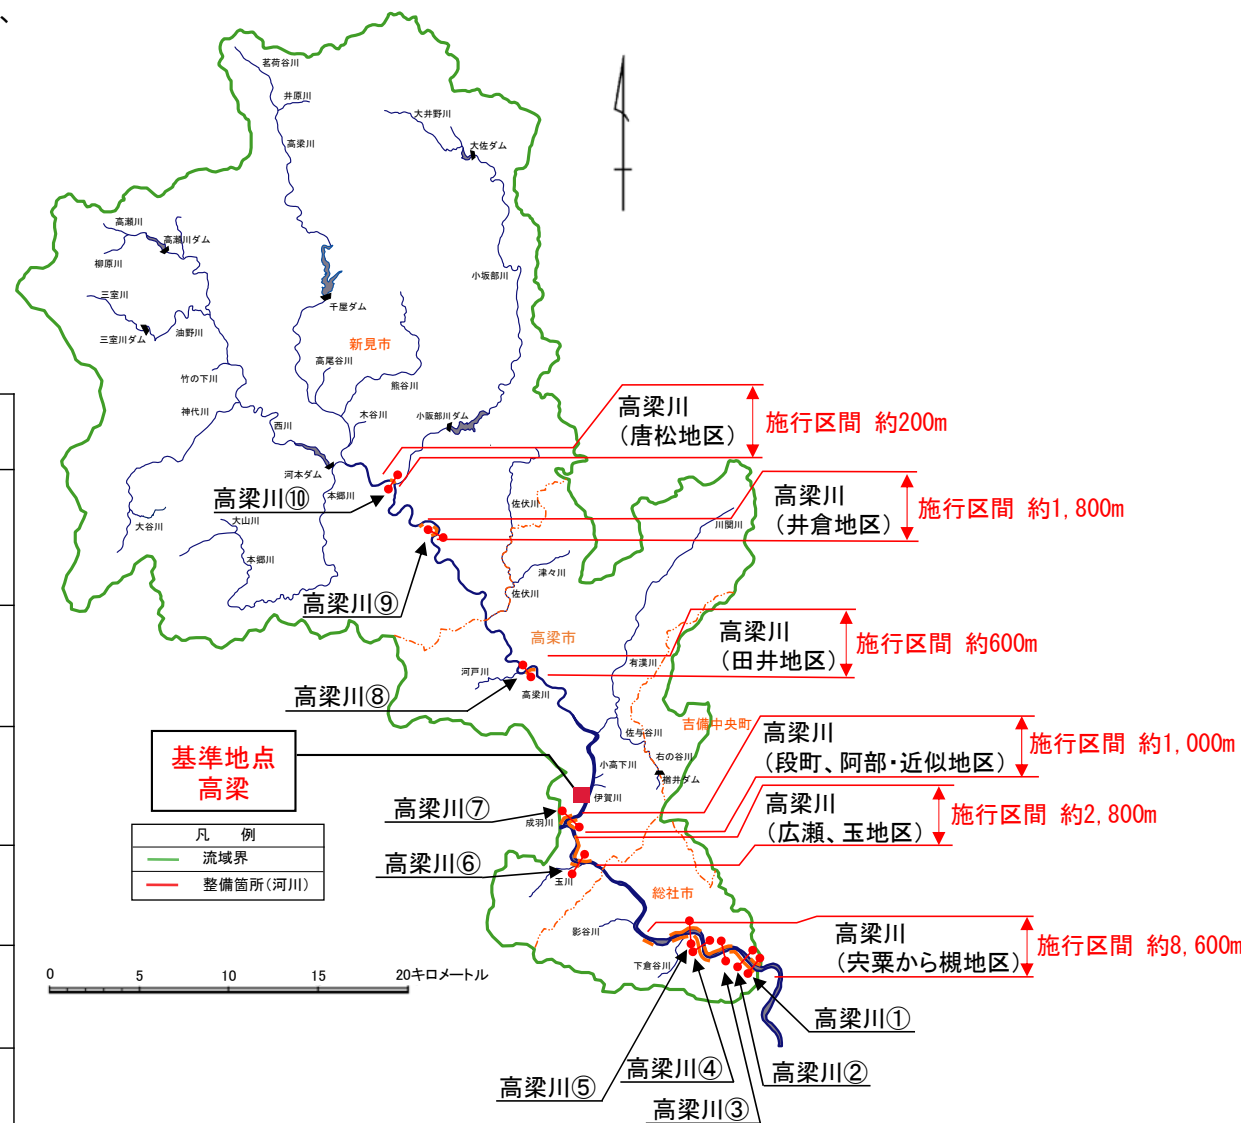 、
茗荷谷川
井原川
高梁川
大井野川
大佐ダム
高瀬川
高瀬川ダム
柳原川
三室川
三室川ダム
油野川
小坂部川
千屋ダム
新見市
高尾谷川
熊谷川
竹の下川
神代川
西川
木谷川
小阪部川ダム
河本ダム
本郷川
大谷川
大山川
本郷川
高梁川⑩
高梁川
(唐松地区)
施行区間 約200m
高梁川
(井倉地区)
施行区間 約1,800m
佐伏川
川関川
津々川
佐伏川
高梁川⑨
高梁市
高梁川
(田井地区)
施行区間 約600m
有漢川
河戸川
高梁川
高梁川⑧
吉備中央町
佐与谷川
右の谷川
楢井ダム
高梁川
(段町、阿部・近似地区)
施行区間 約1,000m
基準地点
高梁
小高下川
伊賀川
高梁川⑦
成羽川
高梁川
(広瀬、玉地区)
施行区間 約2,800m
凡 例
流域界
整備箇所(河川)
高梁川⑥
玉川
総社市
影谷川
下倉谷川
高梁川
(宍粟から槻地区)
施行区間 約8,600m
0 5 10 15 20キロメートル
高梁川①
高梁川②
高梁川④
高梁川⑤
高梁川③